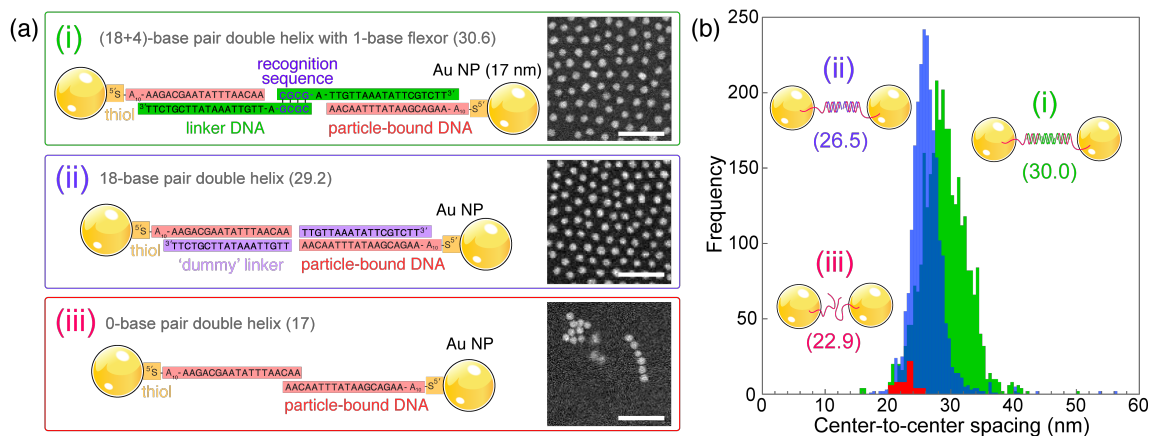 (a)
(i) (18+4)-base pair double helix with 1-base flexor (30.6)
recognition
sequence
Au NP (17 nm)
5'S - A10-AAGACGAATATTTAACAA CGCG-A-TTGTTAAATATTCGTCTT3'
thiol 3'TTCTGCTTATAAATTGTT-A-GCGC AACAATTTATAAGCAGAA-A10-S5'
linker DNA particle-bound DNA
(ii) 18-base pair double helix (29.2)
Au NP
5'S - A10-AAGACGAATATTTAACAA TTGTTAAATATTCGTCTT3'
thiol 3'TTCTGCTTATAAATTGTT AACAATTTATAAGCAGAA-A10-S5'
'dummy' linker particle-bound DNA
(iii) 0-base pair double helix (17)
Au NP
5'S - A10-AAGACGAATATTTAACAA
thiol AACAATTTATAAGCAGAA-A10-S5'
particle-bound DNA
(b)
250
200
150
100
50
0
Frequency
(ii)
(26.5)
(i)
(30.0)
(iii)
(22.9)
0 10 20 30 40 50 60
Center-to-center spacing (nm)